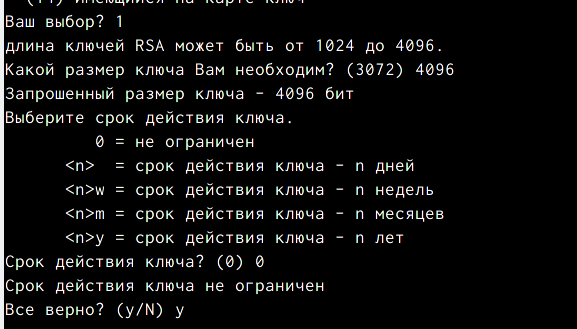 (14) Имеющийся на карте ключ
Ваш выбор? 1
длина ключей RSA может быть от 1024 до 4096.
Какой размер ключа Вам необходим? (3072) 4096
Запрошенный размер ключа - 4096 бит
Выберите срок действия ключа.
0 = не ограничен
<n> = срок действия ключа - n дней
<n>w = срок действия ключа - n недель
<n>m = срок действия ключа - n месяцев
<n>y = срок действия ключа - n лет
Срок действия ключа? (0) 0
Срок действия ключа не ограничен
Все верно? (y/N) y